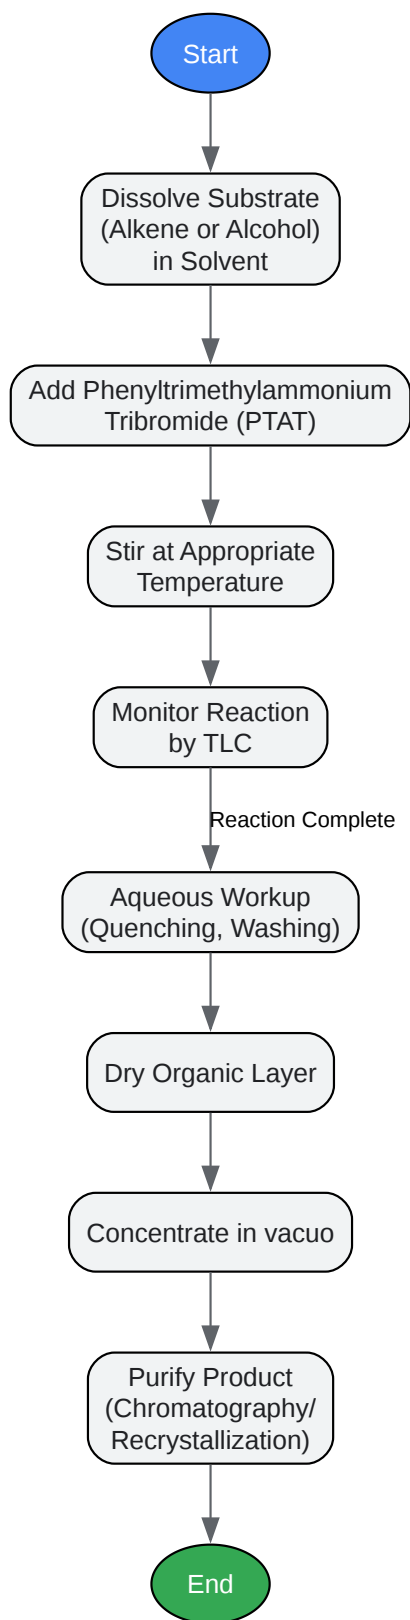 Start
Dissolve Substrate
(Alkene or Alcohol)
in Solvent
Add Phenyltrimethylammonium
Tribromide (PTAT)
Stir at Appropriate
Temperature
Monitor Reaction
by TLC
Reaction Complete
Aqueous Workup
(Quenching, Washing)
Dry Organic Layer
Concentrate in vacuo
Purify Product
(Chromatography/
Recrystallization)
End